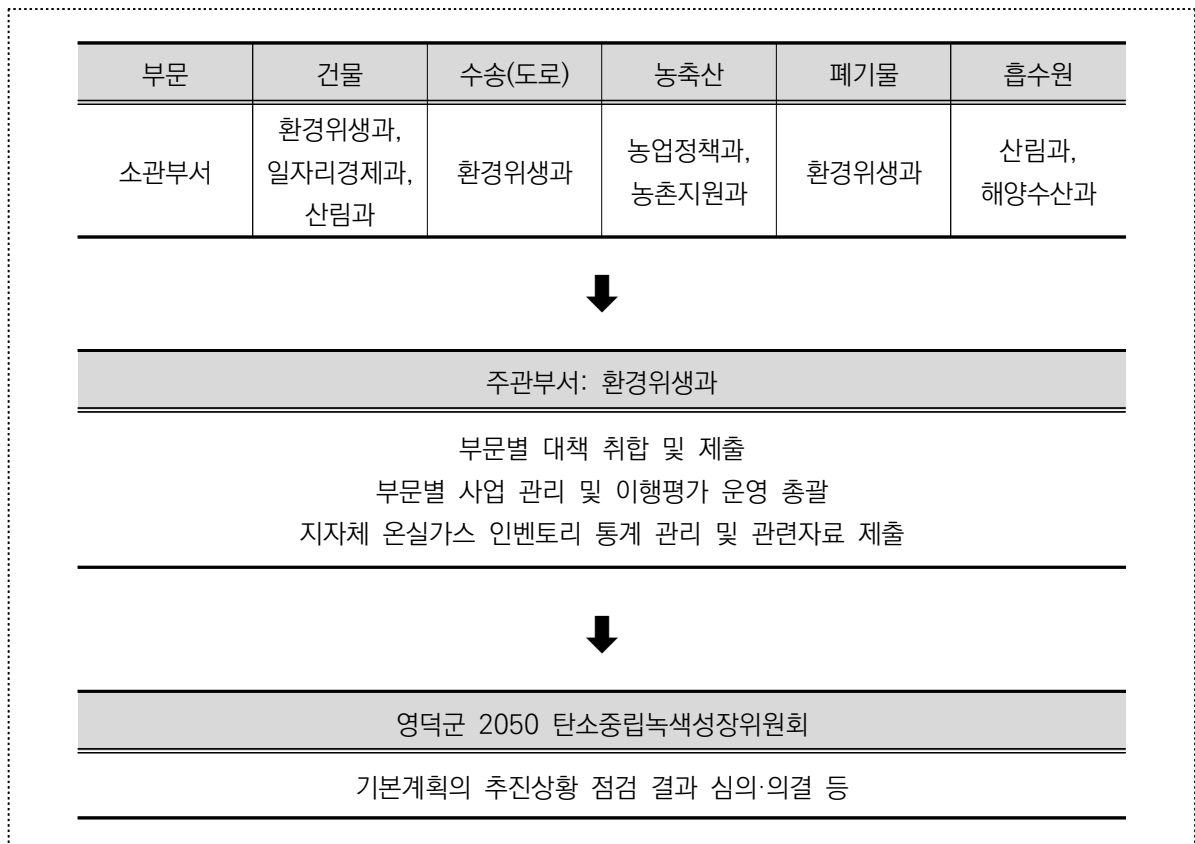 부문 건물 수송(도로) 농축산 폐기물 흡수원
소관부서 환경위생과, 일자리경제과, 산림과 환경위생과 농업정책과, 농촌지원과 환경위생과 산림과, 해양수산과
주관부서: 환경위생과
부문별 대책 취합 및 제출
부문별 사업 관리 및 이행평가 운영 총괄
지자체 온실가스 인벤토리 통계 관리 및 관련자료 제출
영덕군 2050 탄소중립녹색성장위원회
기본계획의 추진상황 점검 결과 심의·의결 등